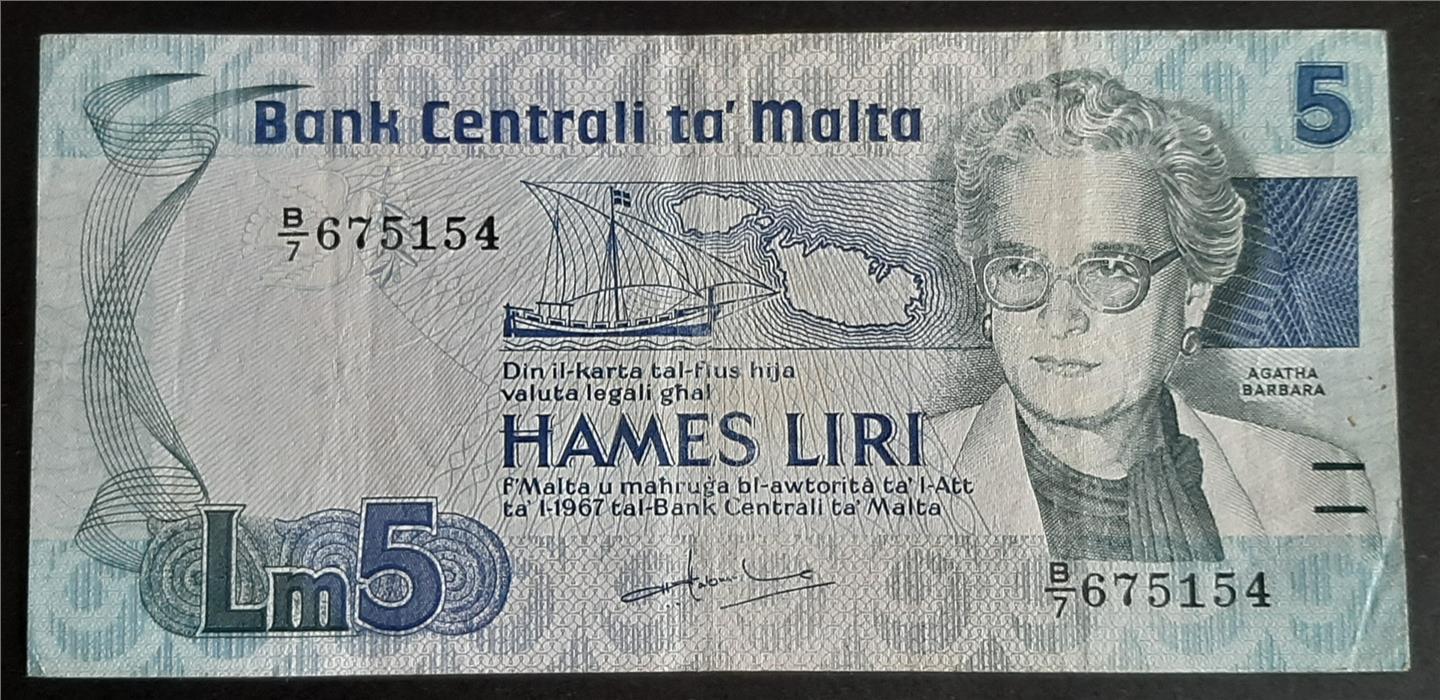 Bank Centrali ta' Malta
5
B/7 675154
Din il-karta tal-flus hija
valuta legali għal
HAMES LIRI
f'Malta u maħruġa bl-awtorità ta' l-Att
ta' l-1967 tal-Bank Centrali ta' Malta
AGATHA
BARBARA
Lm5
B/7 675154